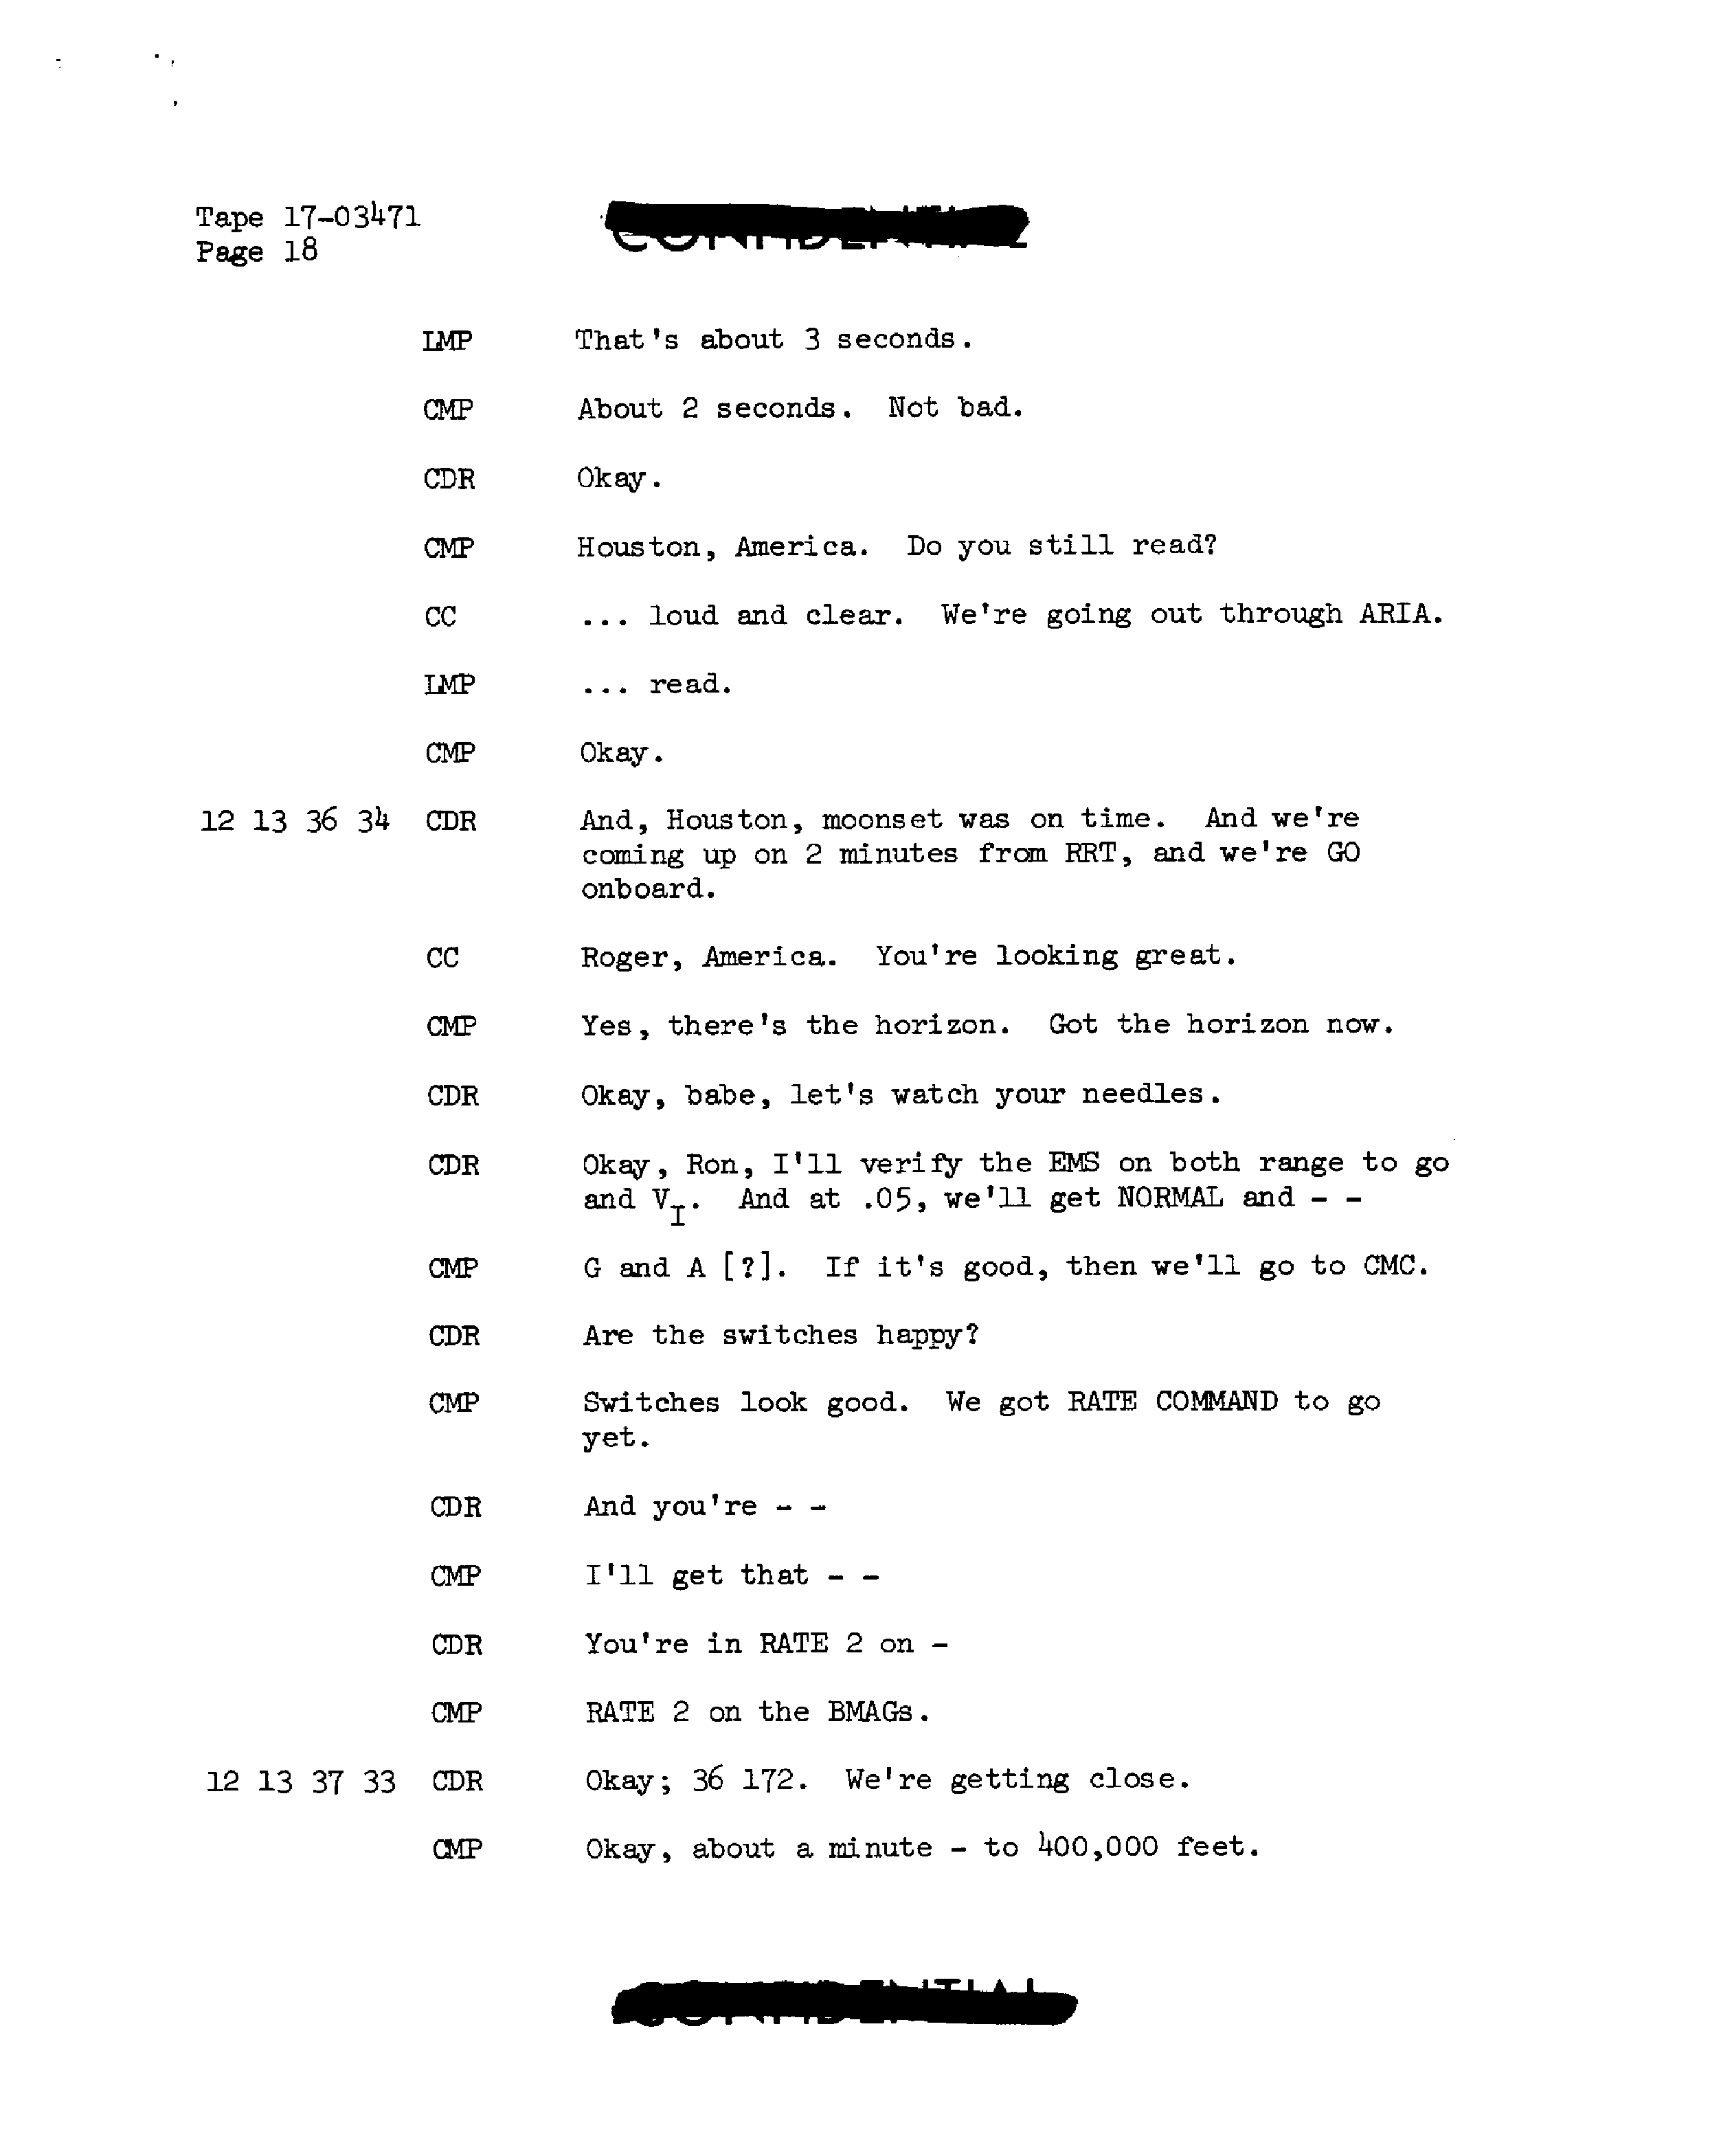 Tape 17-03471
Page 18
CONFIDENTIAL
LMP That's about 3 seconds.
CMP About 2 seconds. Not bad.
CDR Okay.
CMP Houston, America. Do you still read?
CC ... loud and clear. We're going out through ARIA.
LMP ... read.
CMP Okay.
12 13 36 34 CDR And, Houston, moonset was on time. And we're
coming up on 2 minutes from RRT, and we're GO
onboard.
CC Roger, America. You're looking great.
CMP Yes, there's the horizon. Got the horizon now.
CDR Okay, babe, let's watch your needles.
CDR Okay, Ron, I'll verify the EMS on both range to go
and VI. And at .05, we'll get NORMAL and - -
CMP G and A [?]. If it's good, then we'll go to CMC.
CDR Are the switches happy?
CMP Switches look good. We got RATE COMMAND to go
yet.
CDR And you're - -
CMP I'll get that - -
CDR You're in RATE 2 on -
CMP RATE 2 on the BMAGs.
12 13 37 33 CDR Okay; 36 172. We're getting close.
CMP Okay, about a minute - to 400,000 feet.
CONFIDENTIAL